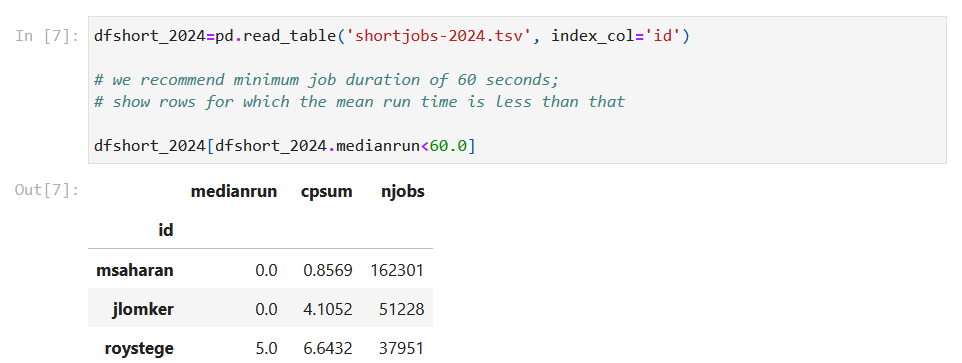 In [7]: dfshort_2024=pd.read_table('shortjobs-2024.tsv', index_col='id')
# we recommend minimum job duration of 60 seconds;
# show rows for which the mean run time is less than that
dfshort_2024[dfshort_2024.medianrun<60.0]
Out[7]:
medianrun cpsum njobs
id
msaharan 0.0 0.8569 162301
jlomker 0.0 4.1052 51228
roystege 5.0 6.6432 37951